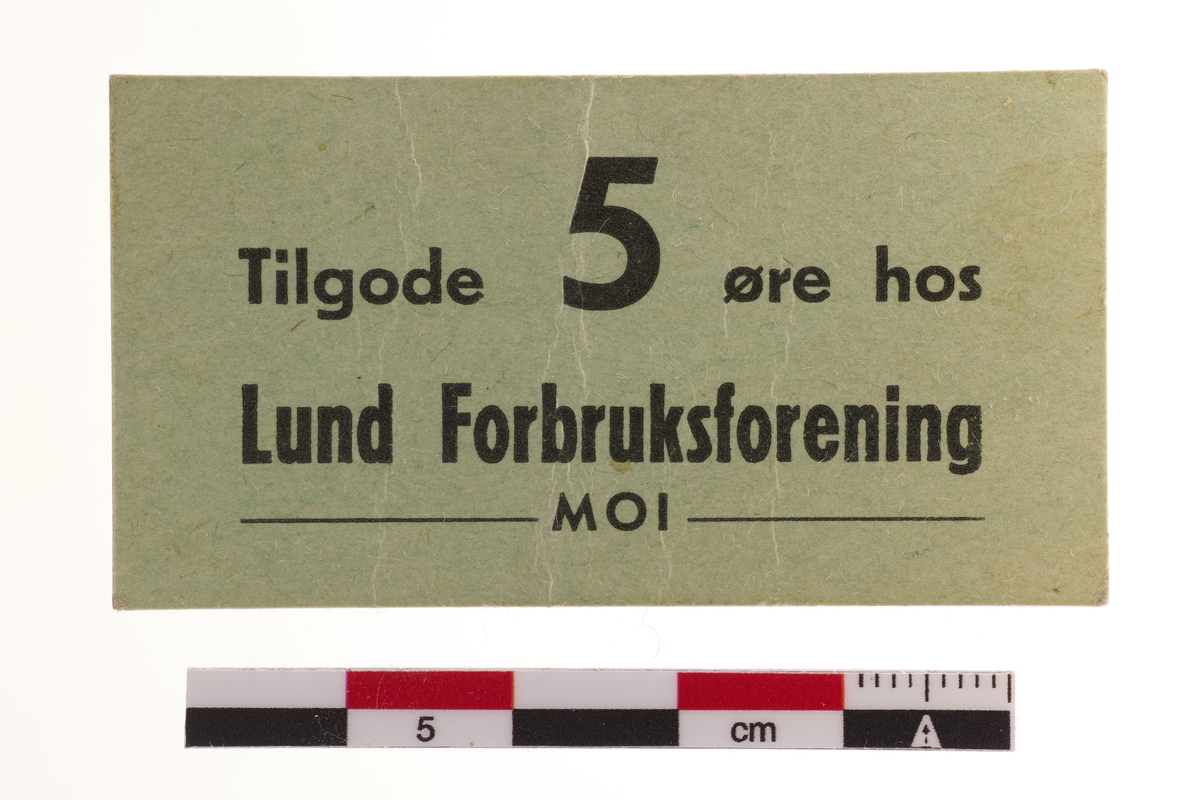 Tilgode 5 øre hos
Lund Forbruksforening
MOI
5 cm